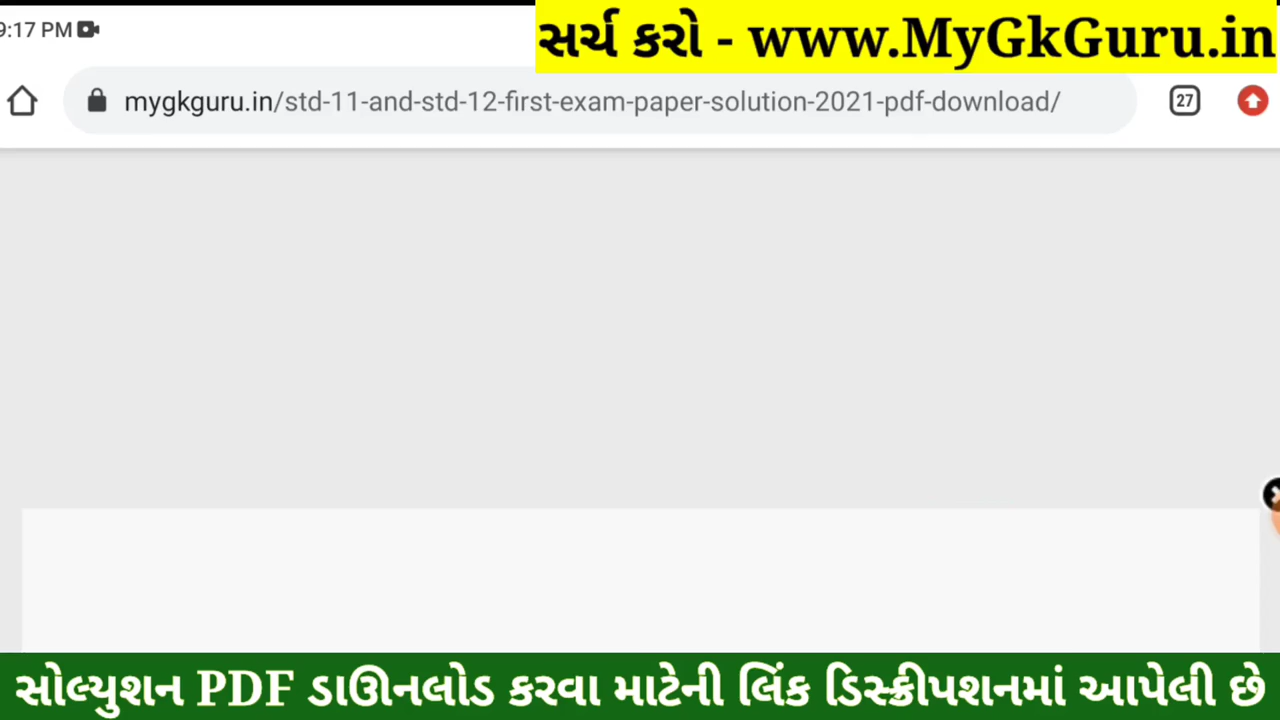 9:17 PM
સર્ચ કરો - www.MyGkGuru.in
mygkguru.in/std-11-and-std-12-first-exam-paper-solution-2021-pdf-download/
27
સોલ્યુશન PDF ડાઊનલોડ કરવા માટેની લિંક ડિસ્ક્રીપશનમાં આપેલી છે